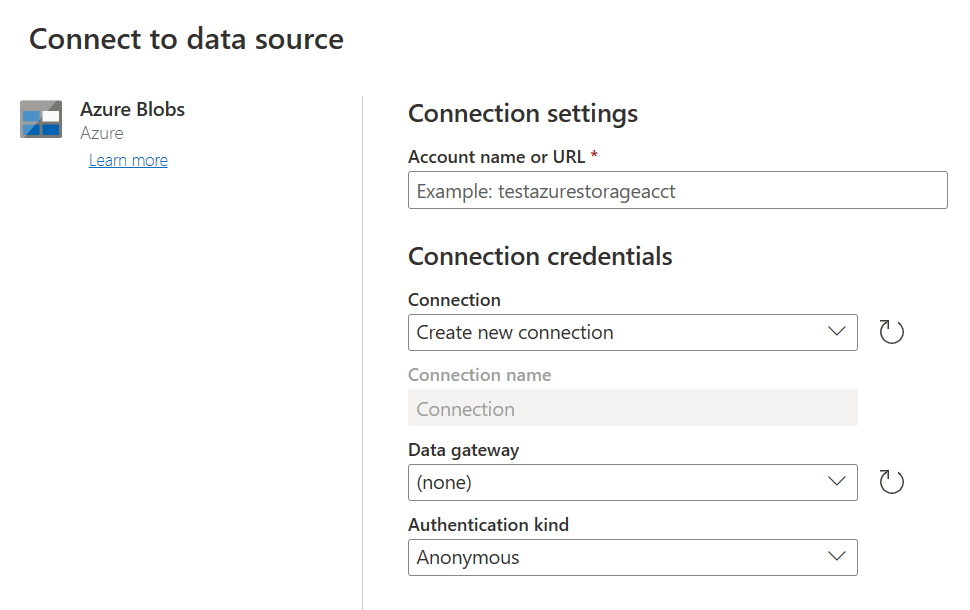 Connect to data source
Azure Blobs
Azure
Learn more
Connection settings
Account name or URL *
Example: testazurestorageacct
Connection credentials
Connection
Create new connection
Connection name
Connection
Data gateway
(none)
Authentication kind
Anonymous